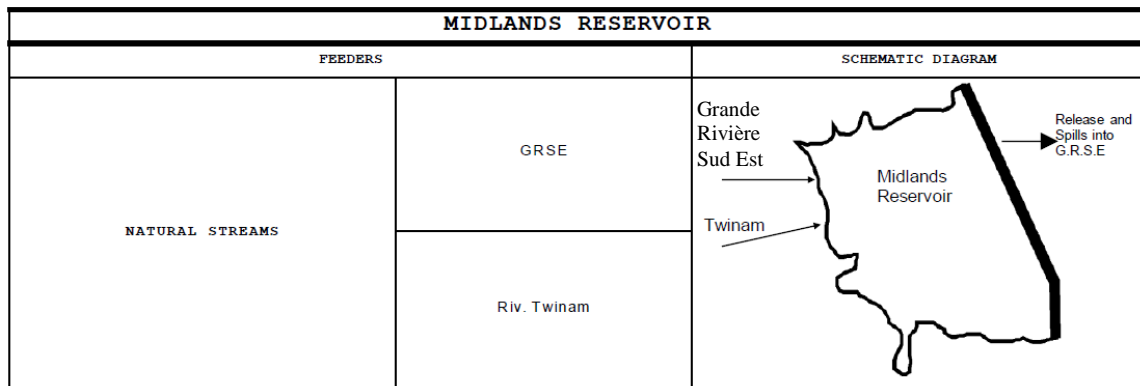 MIDLANDS RESERVOIR
FEEDERS
SCHEMATIC DIAGRAM
NATURAL STREAMS
GRSE
Riv. Twinam
Grande
Rivière
Sud Est
Twinam
Midlands
Reservoir
Release and
Spills into
G.R.S.E